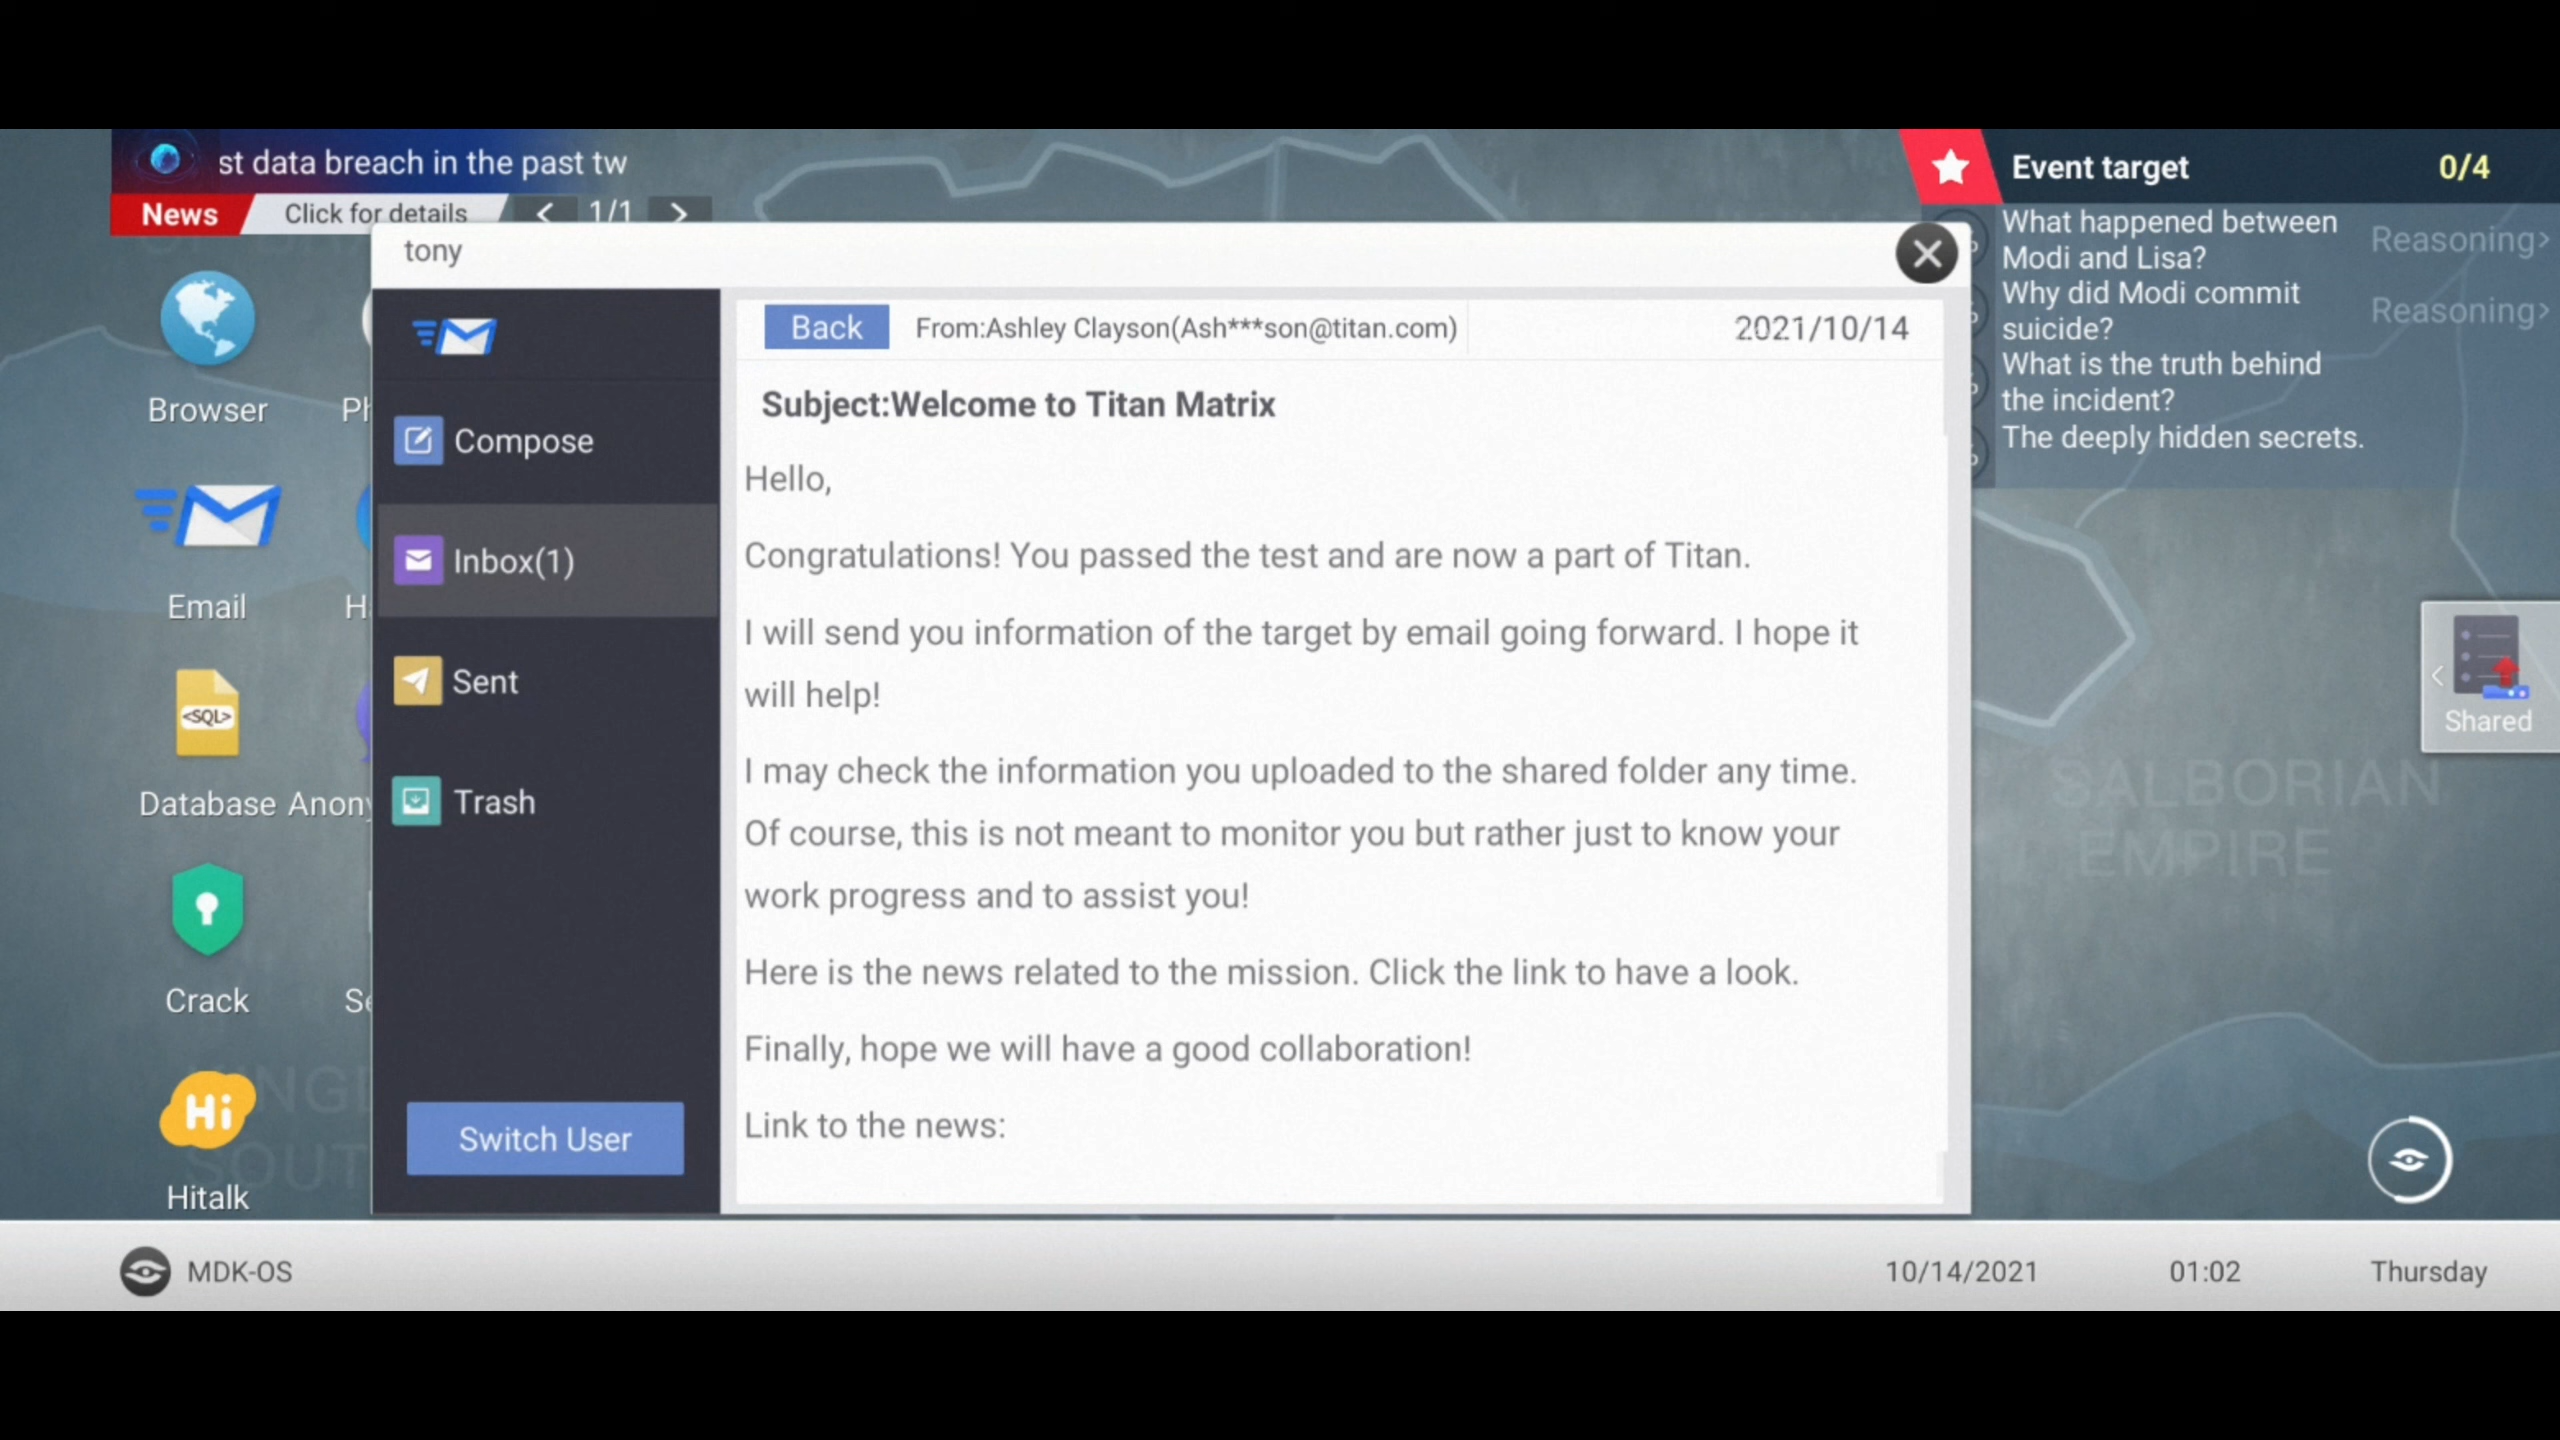 st data breach in the past tw
News
Click for details
1/1
Event target
0/4
What happened between
Modi and Lisa?
Reasoning>
Why did Modi commit
suicide?
Reasoning>
What is the truth behind
the incident?
The deeply hidden secrets.
tony
Back
From:Ashley Clayson(Ash***son@titan.com)
2021/10/14
Subject:Welcome to Titan Matrix
Hello,
Congratulations! You passed the test and are now a part of Titan.
I will send you information of the target by email going forward. I hope it
will help!
I may check the information you uploaded to the shared folder any time.
Of course, this is not meant to monitor you but rather just to know your
work progress and to assist you!
Here is the news related to the mission. Click the link to have a look.
Finally, hope we will have a good collaboration!
Link to the news:
Compose
Inbox(1)
Sent
Trash
Switch User
Browser
Email
<SQL>
Database
Crack
Hi
Hitalk
Shared
SALBORIAN
EMPIRE
MDK-OS
10/14/2021
01:02
Thursday